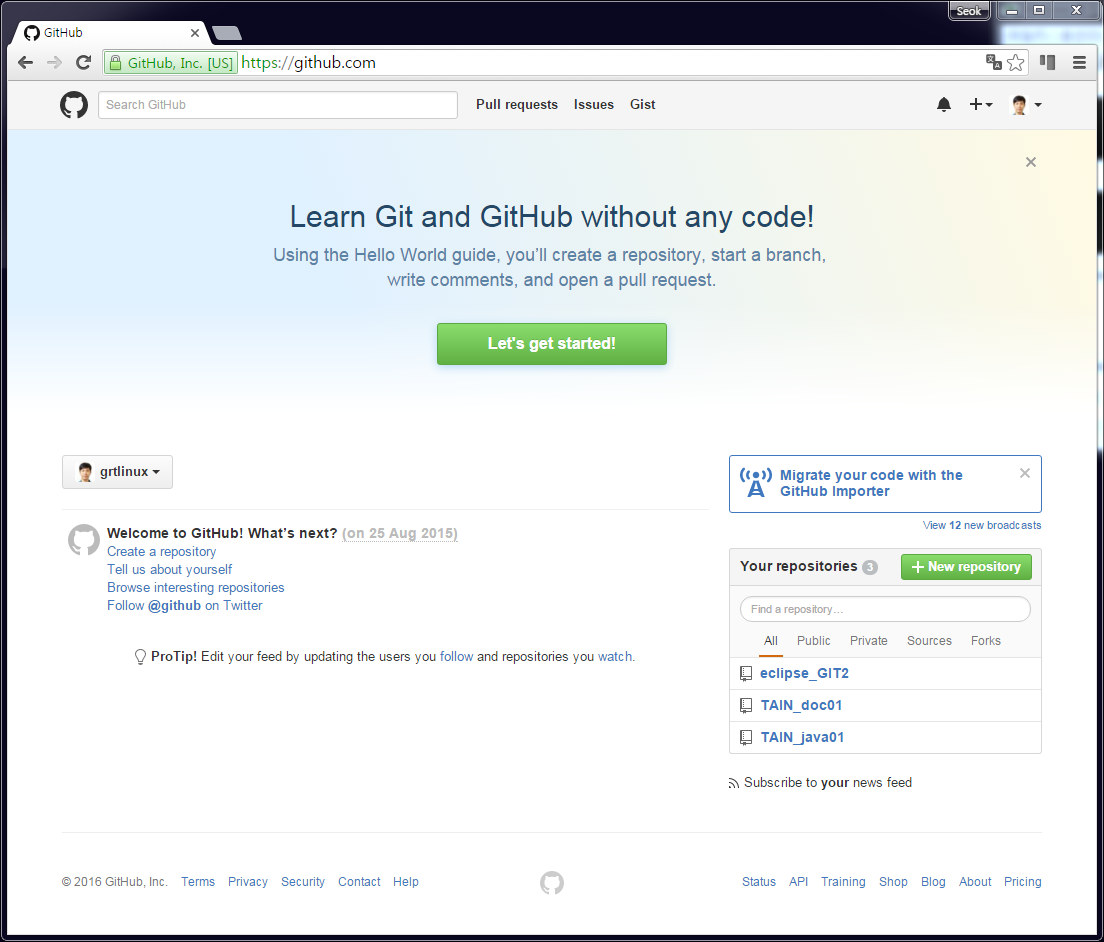 Seok
GitHub
GitHub, Inc. [US] https://github.com
Search GitHub
Pull requests Issues Gist
Learn Git and GitHub without any code!
Using the Hello World guide, you'll create a repository, start a branch,
write comments, and open a pull request.
Let's get started!
grtlinux
Welcome to GitHub! What's next? (on 25 Aug 2015)
Create a repository
Tell us about yourself
Browse interesting repositories
Follow @github on Twitter
ProTip! Edit your feed by updating the users you follow and repositories you watch.
Migrate your code with the
GitHub Importer
View 12 new broadcasts
Your repositories 3
New repository
Find a repository…
All Public Private Sources Forks
eclipse_GIT2
TAIN_doc01
TAIN_java01
Subscribe to your news feed
© 2016 GitHub, Inc. Terms Privacy Security Contact Help
Status API Training Shop Blog About Pricing